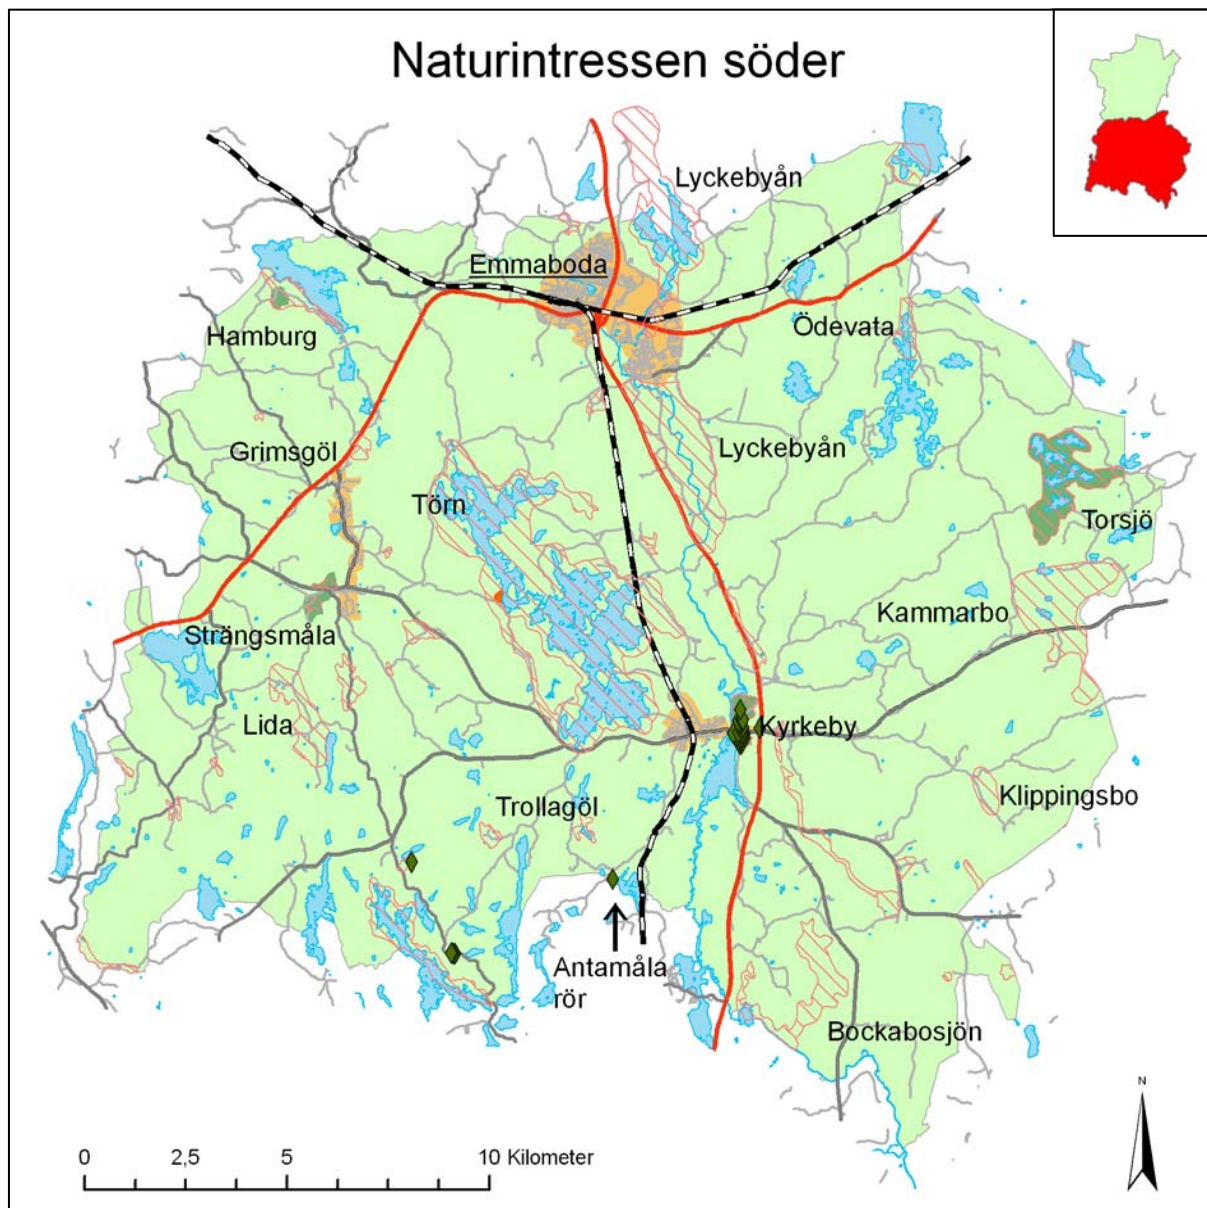 Naturintressen söder
Lyckebyån
Emmaboda
Hamburg
Ödevata
Grimsgöl
Lyckebyån
Törn
Torsjö
Kammarbo
Strängsmåla
Lida
Kyrkeby
Trollagöl
Klippingsbo
Antamåla
rör
Bockabosjön
N
0 2,5 5 10 Kilometer